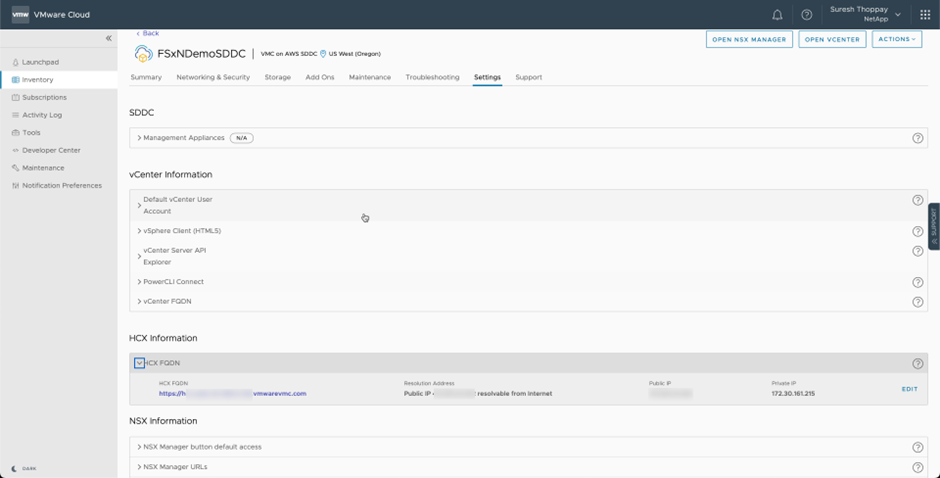 vmw VMware Cloud
Suresh Thoppay
NetApp
Launchpad
Inventory
Subscriptions
Activity Log
Tools
Developer Center
Maintenance
Notification Preferences
DARK
Back
FSxNDemoSDDC | VMC on AWS SDDC US West (Oregon)
OPEN NSX MANAGER OPEN VCENTER ACTIONS
Summary Networking & Security Storage Add Ons Maintenance Troubleshooting Settings Support
SDDC
Management Appliances N/A
vCenter Information
Default vCenter User
Account
vSphere Client (HTML5)
vCenter Server API
Explorer
PowerCLI Connect
vCenter FQDN
HCX Information
HCX FQDN
HCX FQDN Resolution Address Public IP Private IP
https://h vmwarevmc.com Public IP resolvable from internet 172.30.161.215
EDIT
NSX Information
NSX Manager button default access
NSX Manager URLs
SUPPORT